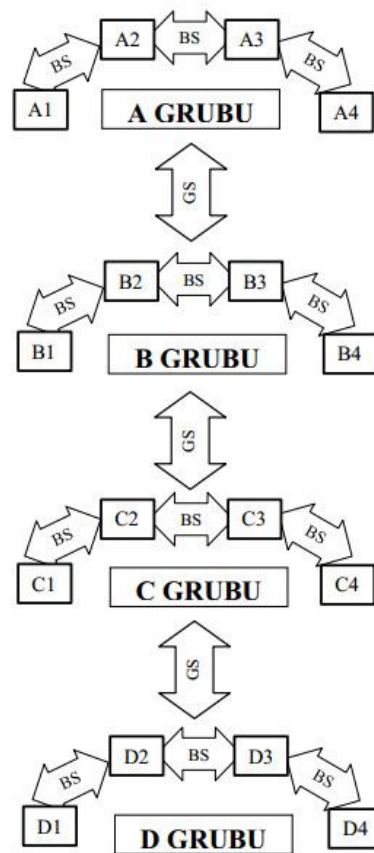 A2 BS A3
BS BS
A1 A GRUBU A4
GS
B2 BS B3
BS BS
B1 B GRUBU B4
GS
C2 BS C3
BS BS
C1 C GRUBU C4
GS
D2 BS D3
BS BS
D1 D GRUBU D4